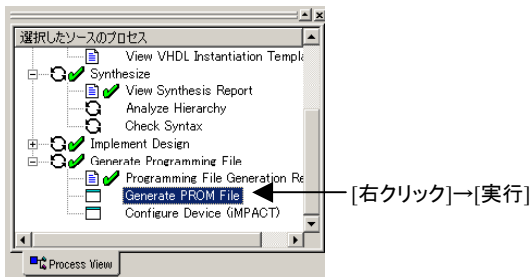 選択したソースのプロセス
View VHDL Instantiation Templa
Synthesize
View Synthesis Report
Analyze Hierarchy
Check Syntax
Implement Design
Generate Programming File
Programming File Generation Re
Generate PROM File
[右クリック]→[実行]
Configure Device (iMPACT)
Process View